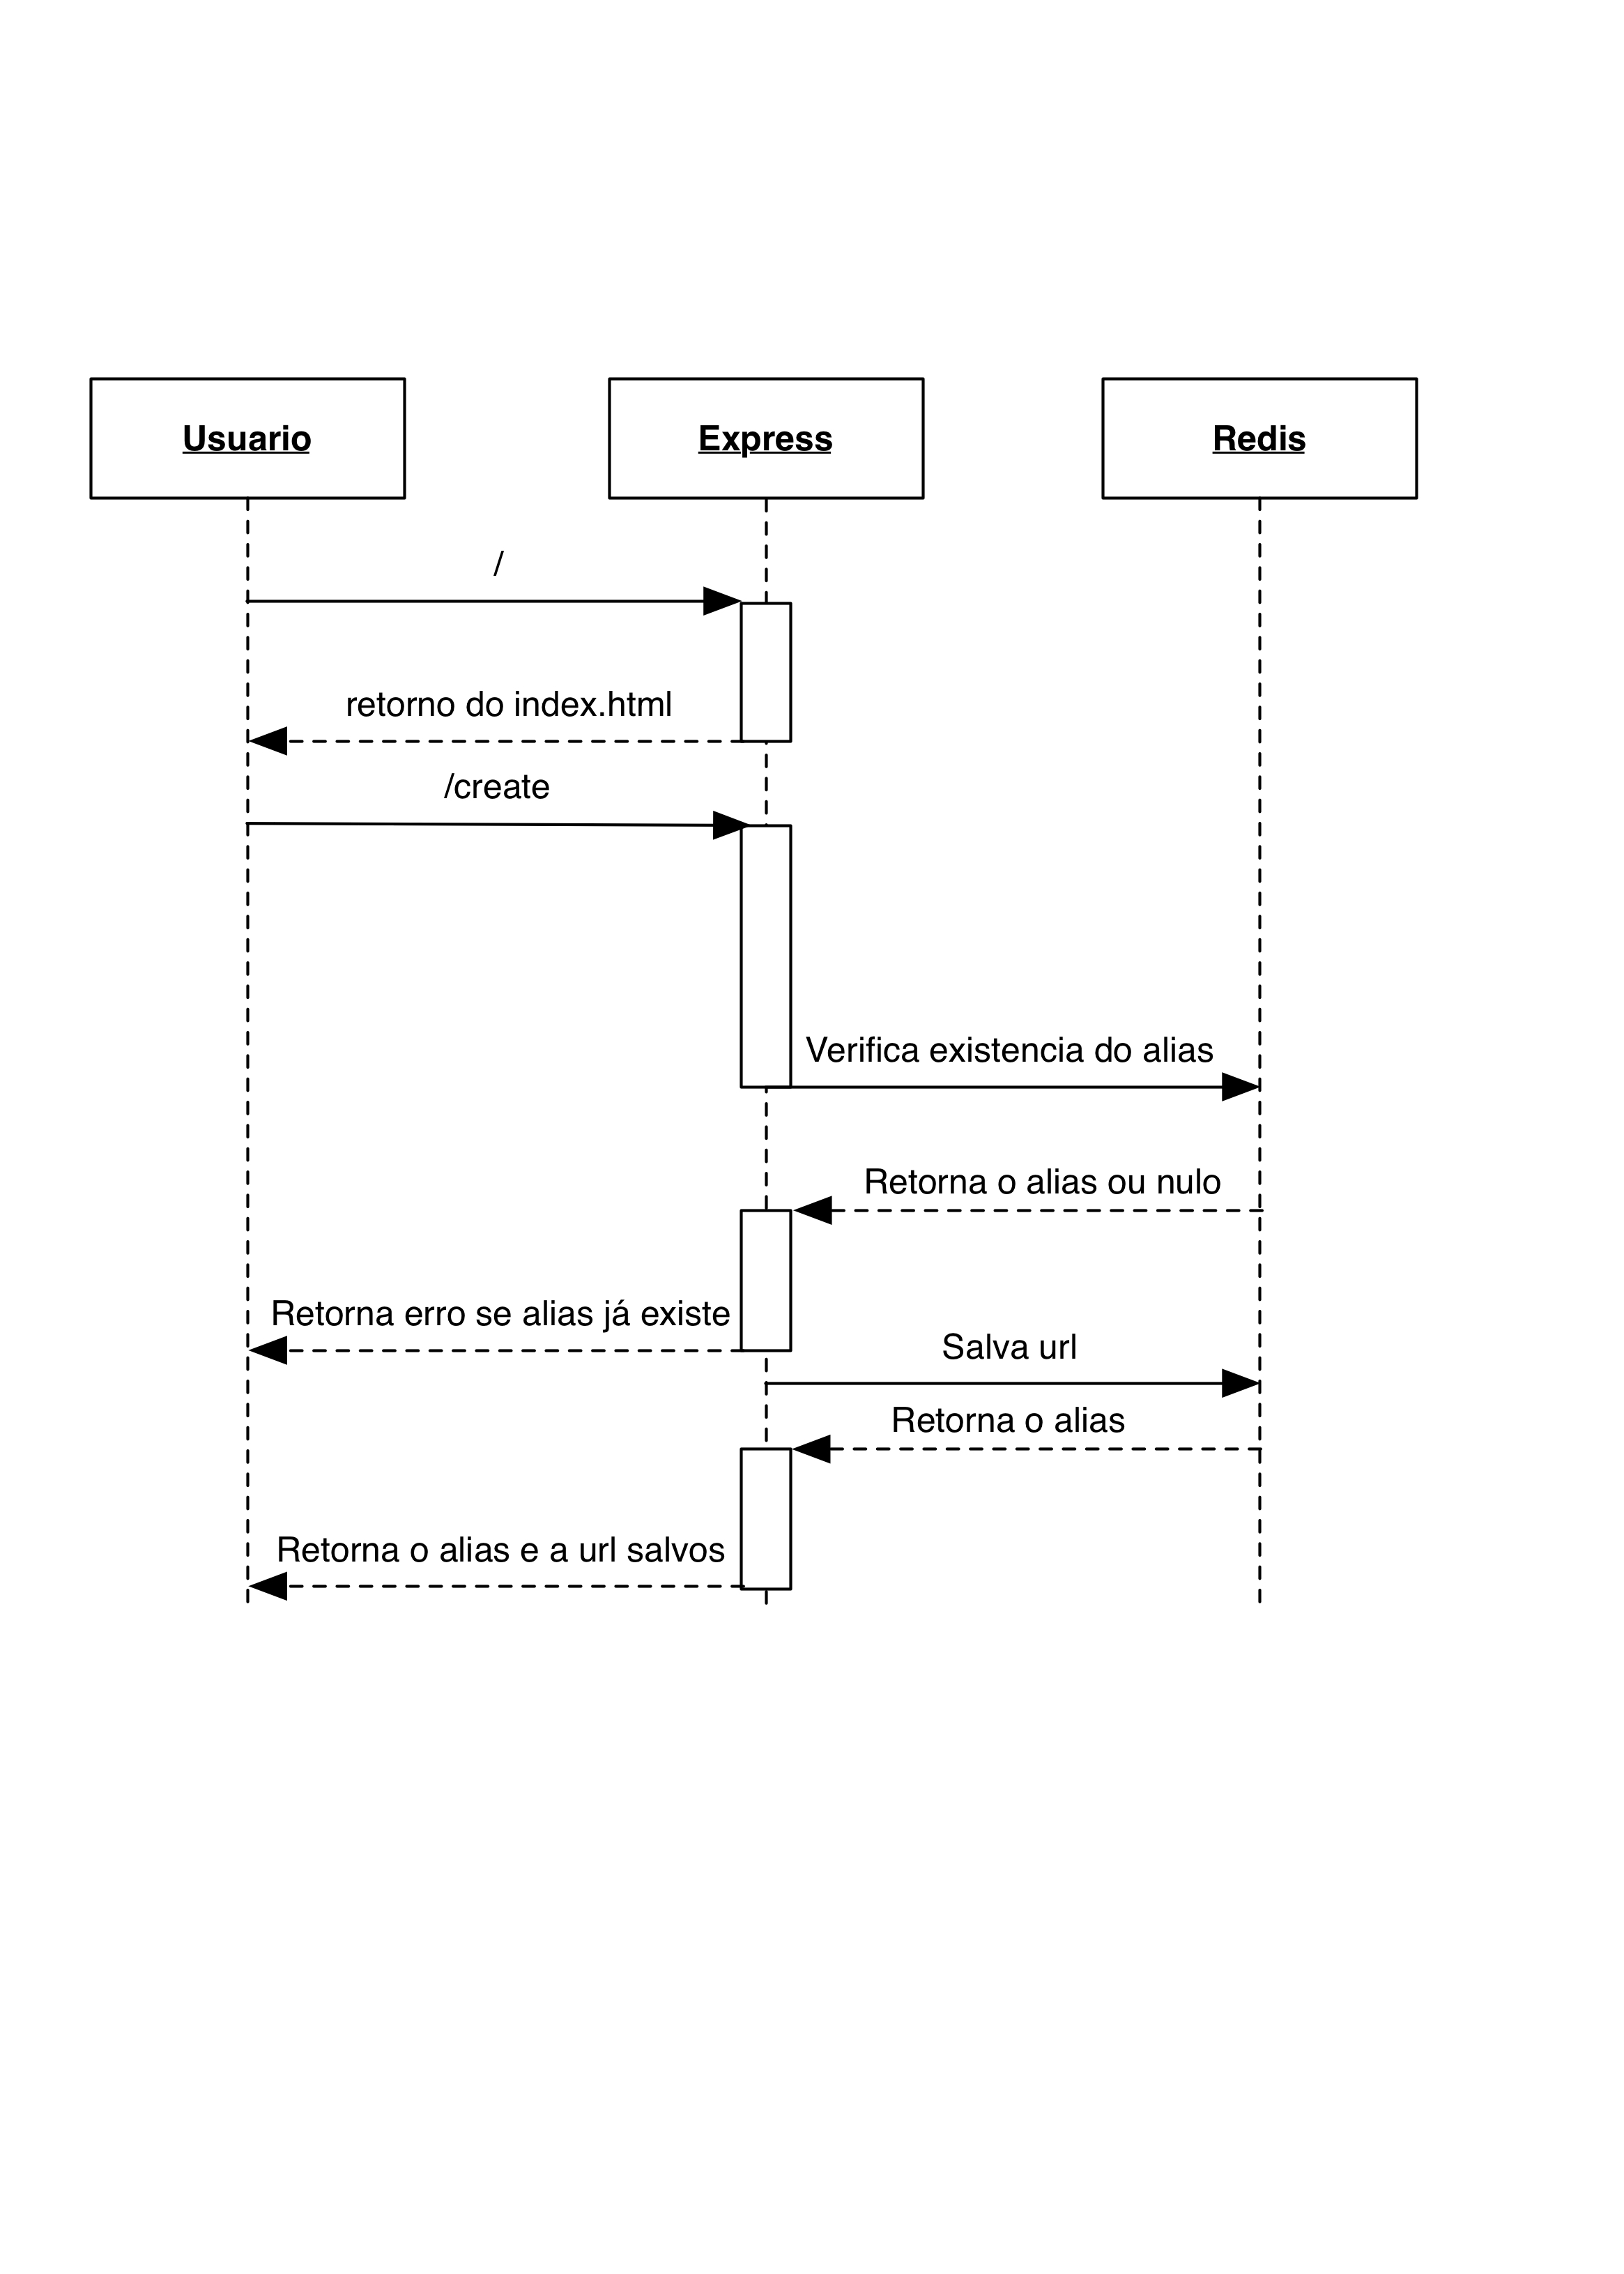 Usuario
Express
Redis
/
retorno do index.html
/create
Verifica existencia do alias
Retorna o alias ou nulo
Retorna erro se alias já existe
Salva url
Retorna o alias
Retorna o alias e a url salvos